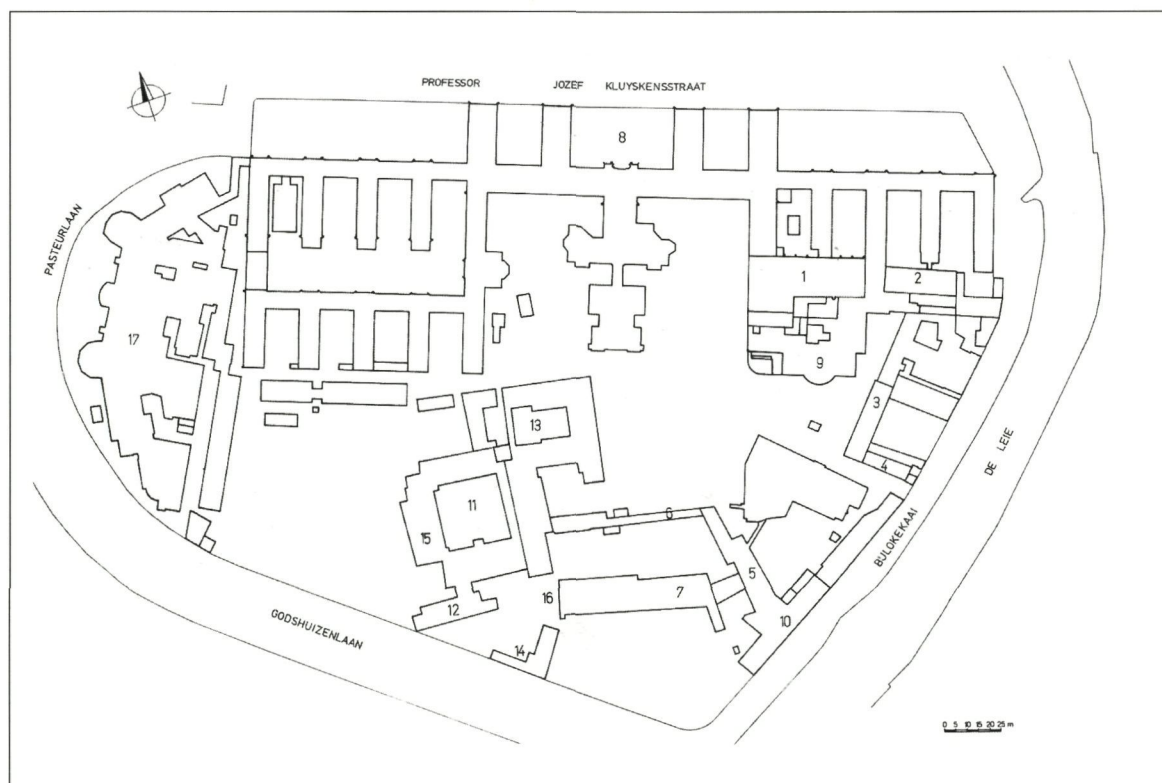 PROFESSOR JOZEF KLUYSKENSSTRAAT
8
PASTEURLAAN
1
2
17
9
3
13
DE LEIE
4
11
6
15
BIJLOKEKAAI
5
16
7
12
10
GODSHUIZENLAAN
14
0 5 10 15 20 25 m